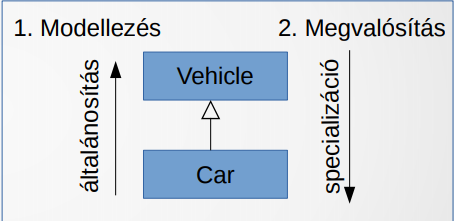 1. Modellezés
2. Megvalósítás
általánosítás
Vehicle
specializáció
Car